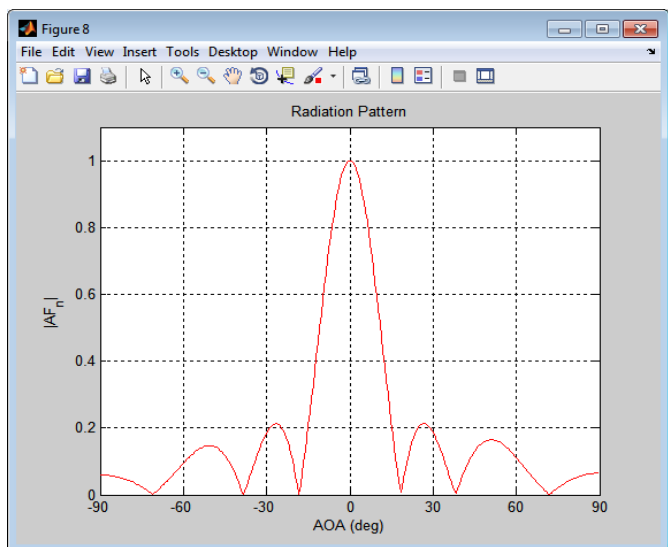 Figure 8
File Edit View Insert Tools Desktop Window Help
Radiation Pattern
1
0.8
0.6
0.4
0.2
0
|AF_n|
-90 -60 -30 0 30 60 90
AOA (deg)